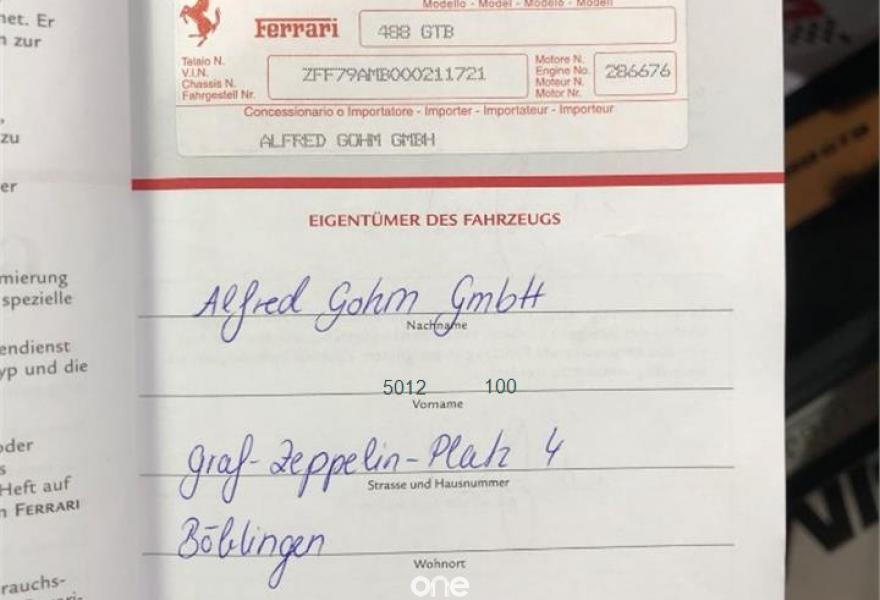 net. Er
n zur
zu
er
mierung
spezielle
endienst
yp und die
oder
s
Heft auf
n FERRARI
rauchs-
Modello - Model - Modelo - Modell
Ferrari
488 GTB
Telaio N.
V.I.N.
Chassis N.
Fahrgestell Nr.
ZFF79AMB000211721
Motore N.
Engine No.
Moteur N.
Motor Nr.
286676
Concessionario o Importatore - Importer - Importateur - Importeur
ALFRED GOHM GMBH
EIGENTÜMER DES FAHRZEUGS
Alfred Gohm GmbH
Nachname
5012 100
Vorname
Graf-Zeppelin-Platz 4
Strasse und Hausnummer
Böblingen
Wohnort
one